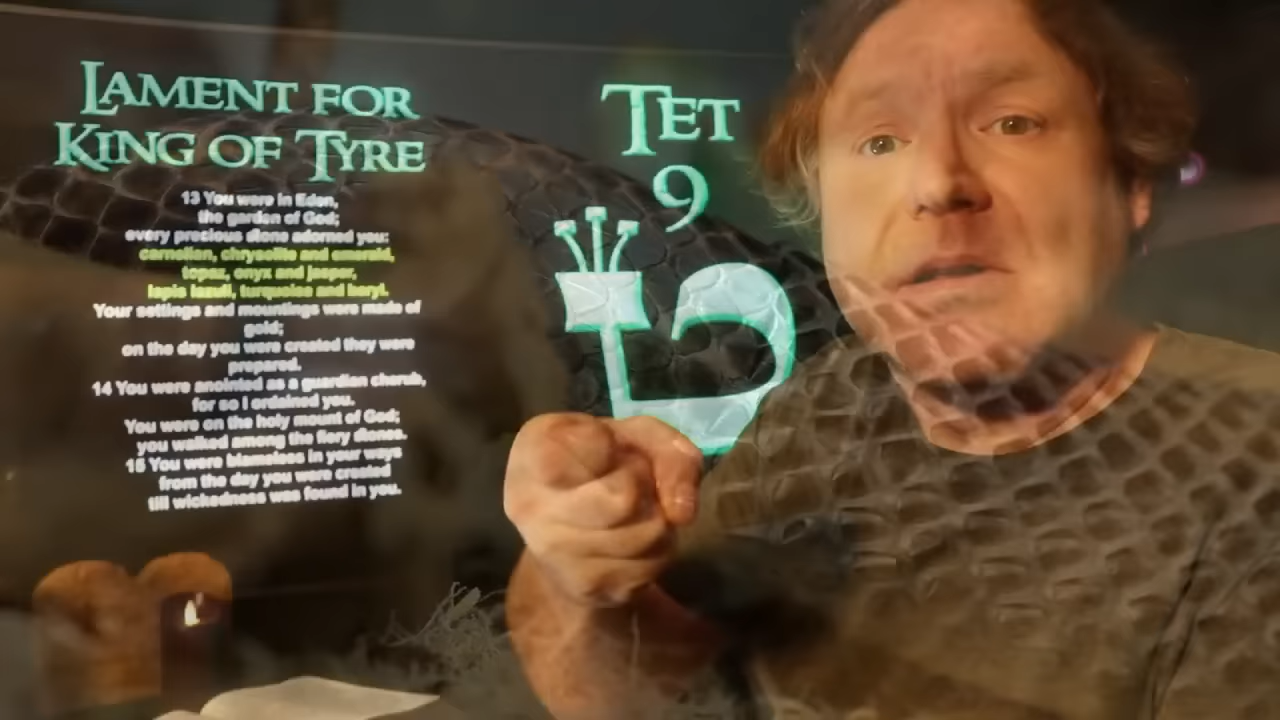 LAMENT FOR
KING OF TYRE
13 You were in Eden,
the garden of God;
every precious stone adorned you:
carnelian, chrysolite and emerald,
topaz, onyx and jasper,
lapis lazuli, turquoise and beryl.
Your settings and mountings were made of
gold;
on the day you were created they were
prepared.
14 You were anointed as a guardian cherub,
for so I ordained you.
You were on the holy mount of God;
you walked among the fiery stones.
15 You were blameless in your ways
from the day you were created
till wickedness was found in you.
TET
9
ט